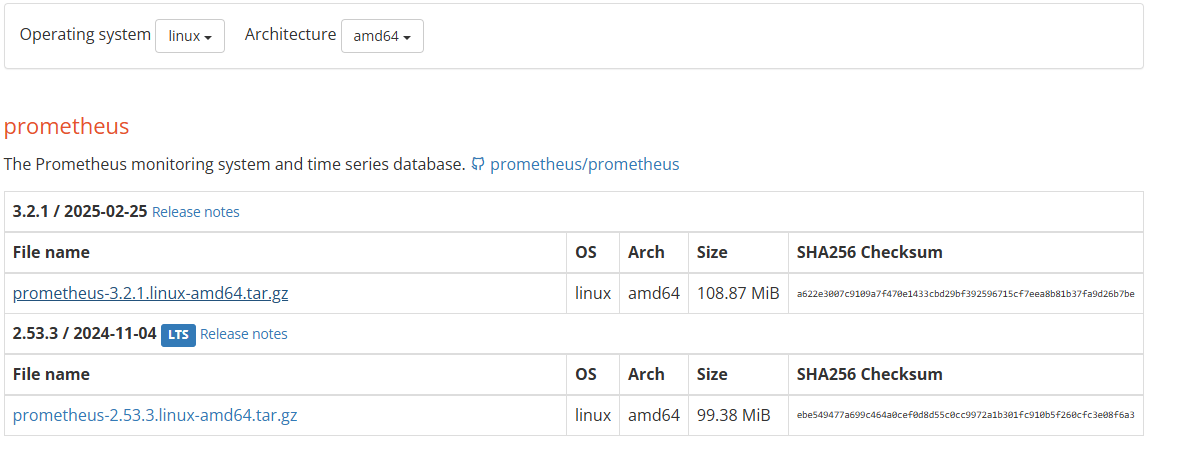 Operating system linux Architecture amd64
prometheus
The Prometheus monitoring system and time series database. prometheus/prometheus
3.2.1 / 2025-02-25 Release notes
File name OS Arch Size SHA256 Checksum
prometheus-3.2.1.linux-amd64.tar.gz linux amd64 108.87 MiB a622e3007c9109a7f470e1433cbd29bf392596715cf7eea8b81b37fa9d26b7be
2.53.3 / 2024-11-04 LTS Release notes
File name OS Arch Size SHA256 Checksum
prometheus-2.53.3.linux-amd64.tar.gz linux amd64 99.38 MiB ebe549477a699c464a0cef0d8d55c0cc9972a1b301fc910b5f260cfc3e08f6a3